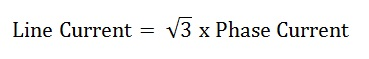 Line Current = √3 x Phase Current